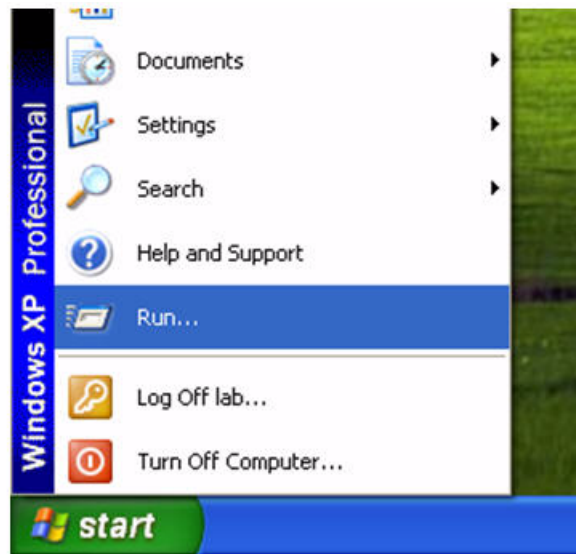 Documents
Settings
Search
Help and Support
Run...
Log Off lab...
Turn Off Computer...
Windows XP Professional
start